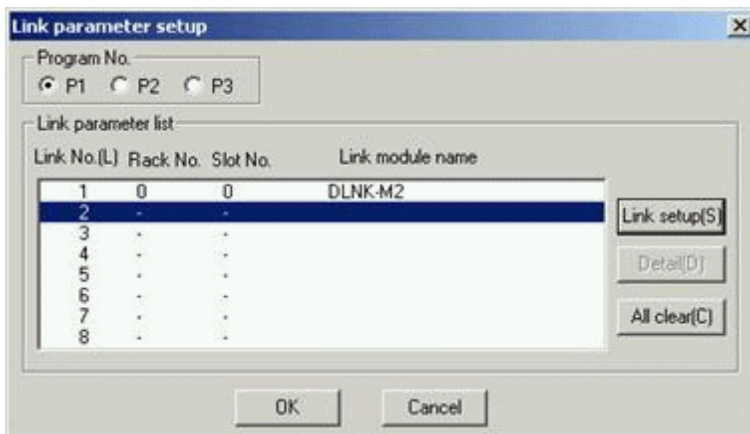 Link parameter setup
Program No.
P1 P2 P3
Link parameter list
Link No.(L) Rack No. Slot No. Link module name
1 0 0 DLNK-M2
2 - -
3 - -
4 - -
5 - -
6 - -
7 - -
8 - -
Link setup(S)
Detail(D)
All clear(C)
OK Cancel